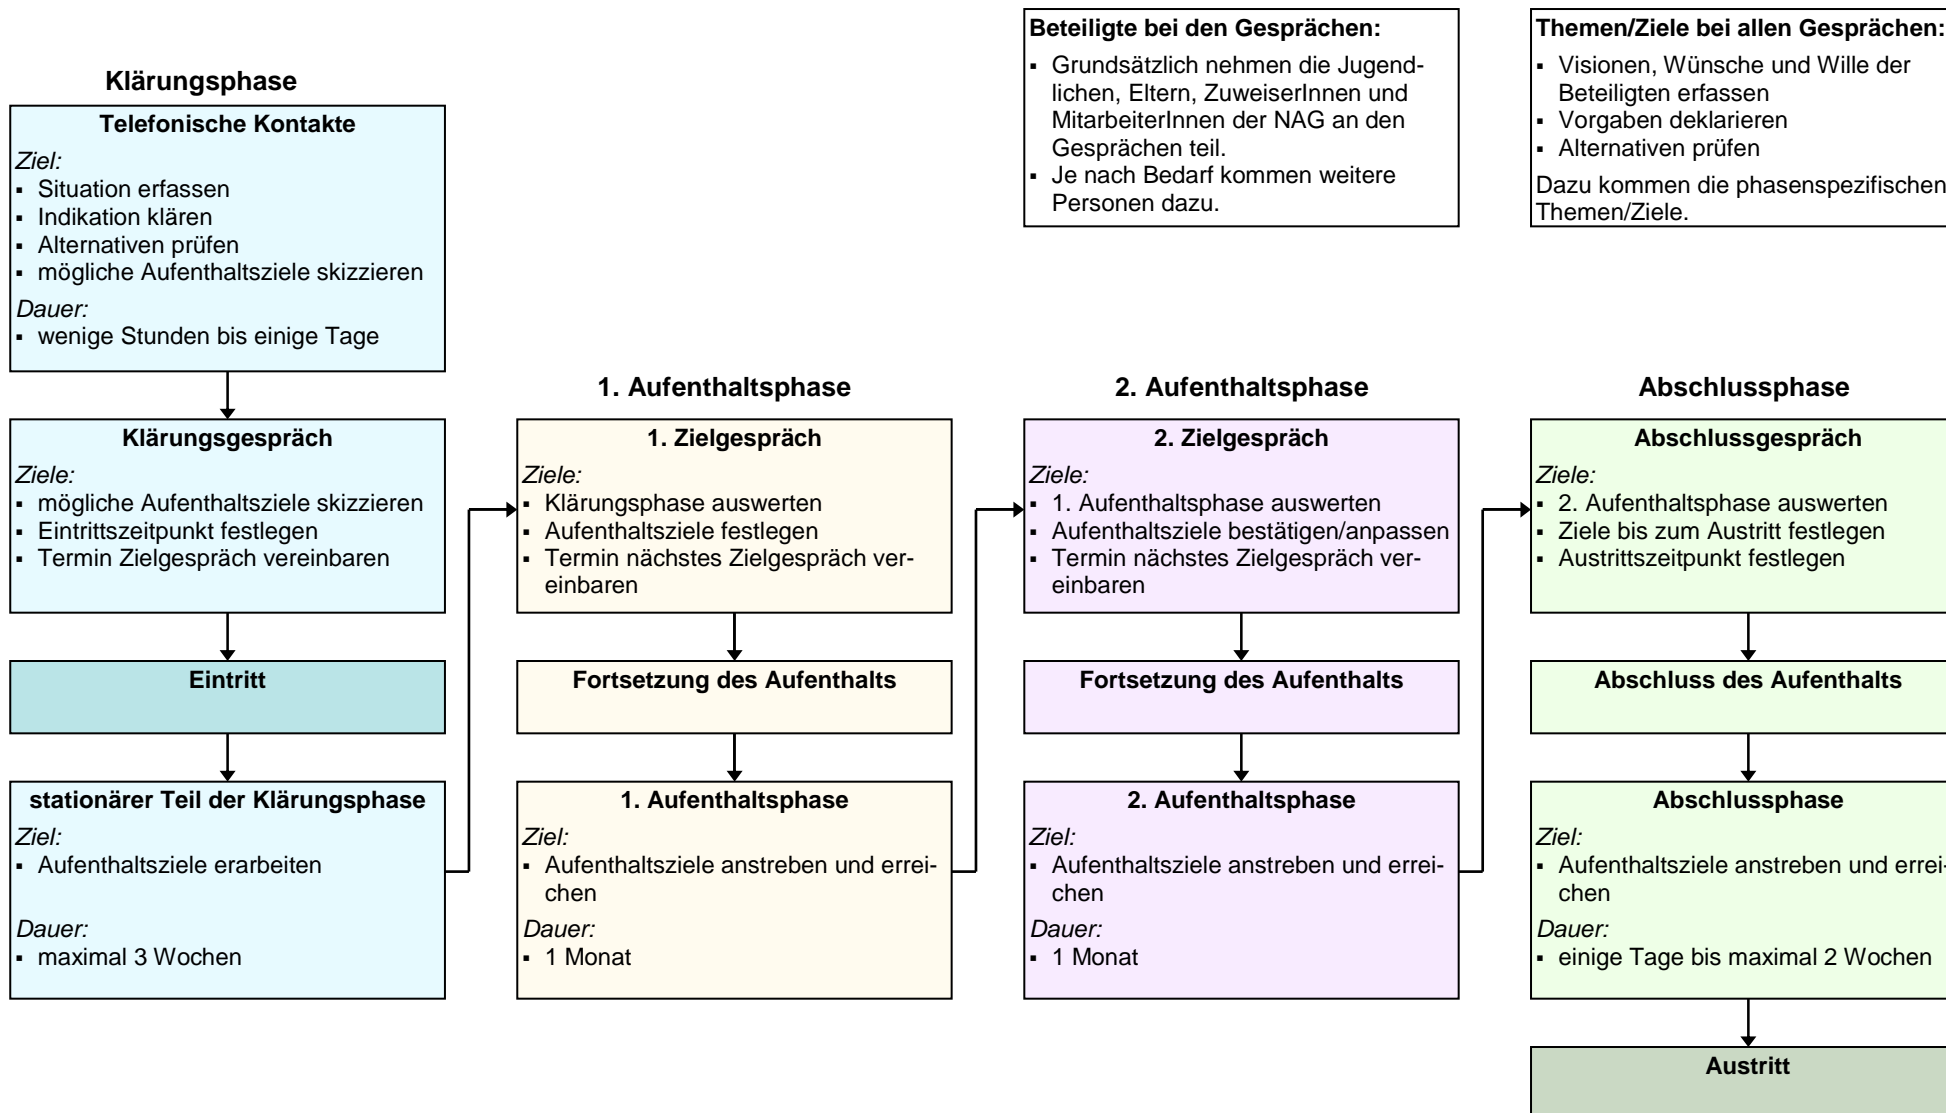 Beteiligte bei den Gesprächen:
▪ Grundsätzlich nehmen die Jugend-
lichen, Eltern, ZuweiserInnen und
MitarbeiterInnen der NAG an den
Gesprächen teil.
▪ Je nach Bedarf kommen weitere
Personen dazu.
Themen/Ziele bei allen Gesprächen:
▪ Visionen, Wünsche und Wille der
Beteiligten erfassen
▪ Vorgaben deklarieren
▪ Alternativen prüfen
Dazu kommen die phasenspezifischen
Themen/Ziele.
Klärungsphase
Telefonische Kontakte
Ziel:
▪ Situation erfassen
▪ Indikation klären
▪ Alternativen prüfen
▪ mögliche Aufenthaltsziele skizzieren
Dauer:
▪ wenige Stunden bis einige Tage
Klärungsgespräch
Ziele:
▪ mögliche Aufenthaltsziele skizzieren
▪ Eintrittszeitpunkt festlegen
▪ Termin Zielgespräch vereinbaren
Eintritt
stationärer Teil der Klärungsphase
Ziel:
▪ Aufenthaltsziele erarbeiten
Dauer:
▪ maximal 3 Wochen
1. Aufenthaltsphase
1. Zielgespräch
Ziele:
▪ Klärungsphase auswerten
▪ Aufenthaltsziele festlegen
▪ Termin nächstes Zielgespräch ver-
einbaren
Fortsetzung des Aufenthalts
1. Aufenthaltsphase
Ziel:
▪ Aufenthaltsziele anstreben und errei-
chen
Dauer:
▪ 1 Monat
2. Aufenthaltsphase
2. Zielgespräch
Ziele:
▪ 1. Aufenthaltsphase auswerten
▪ Aufenthaltsziele bestätigen/anpassen
▪ Termin nächstes Zielgespräch ver-
einbaren
Fortsetzung des Aufenthalts
2. Aufenthaltsphase
Ziel:
▪ Aufenthaltsziele anstreben und errei-
chen
Dauer:
▪ 1 Monat
Abschlussphase
Abschlussgespräch
Ziele:
▪ 2. Aufenthaltsphase auswerten
▪ Ziele bis zum Austritt festlegen
▪ Austrittszeitpunkt festlegen
Abschluss des Aufenthalts
Abschlussphase
Ziel:
▪ Aufenthaltsziele anstreben und errei-
chen
Dauer:
▪ einige Tage bis maximal 2 Wochen
Austritt